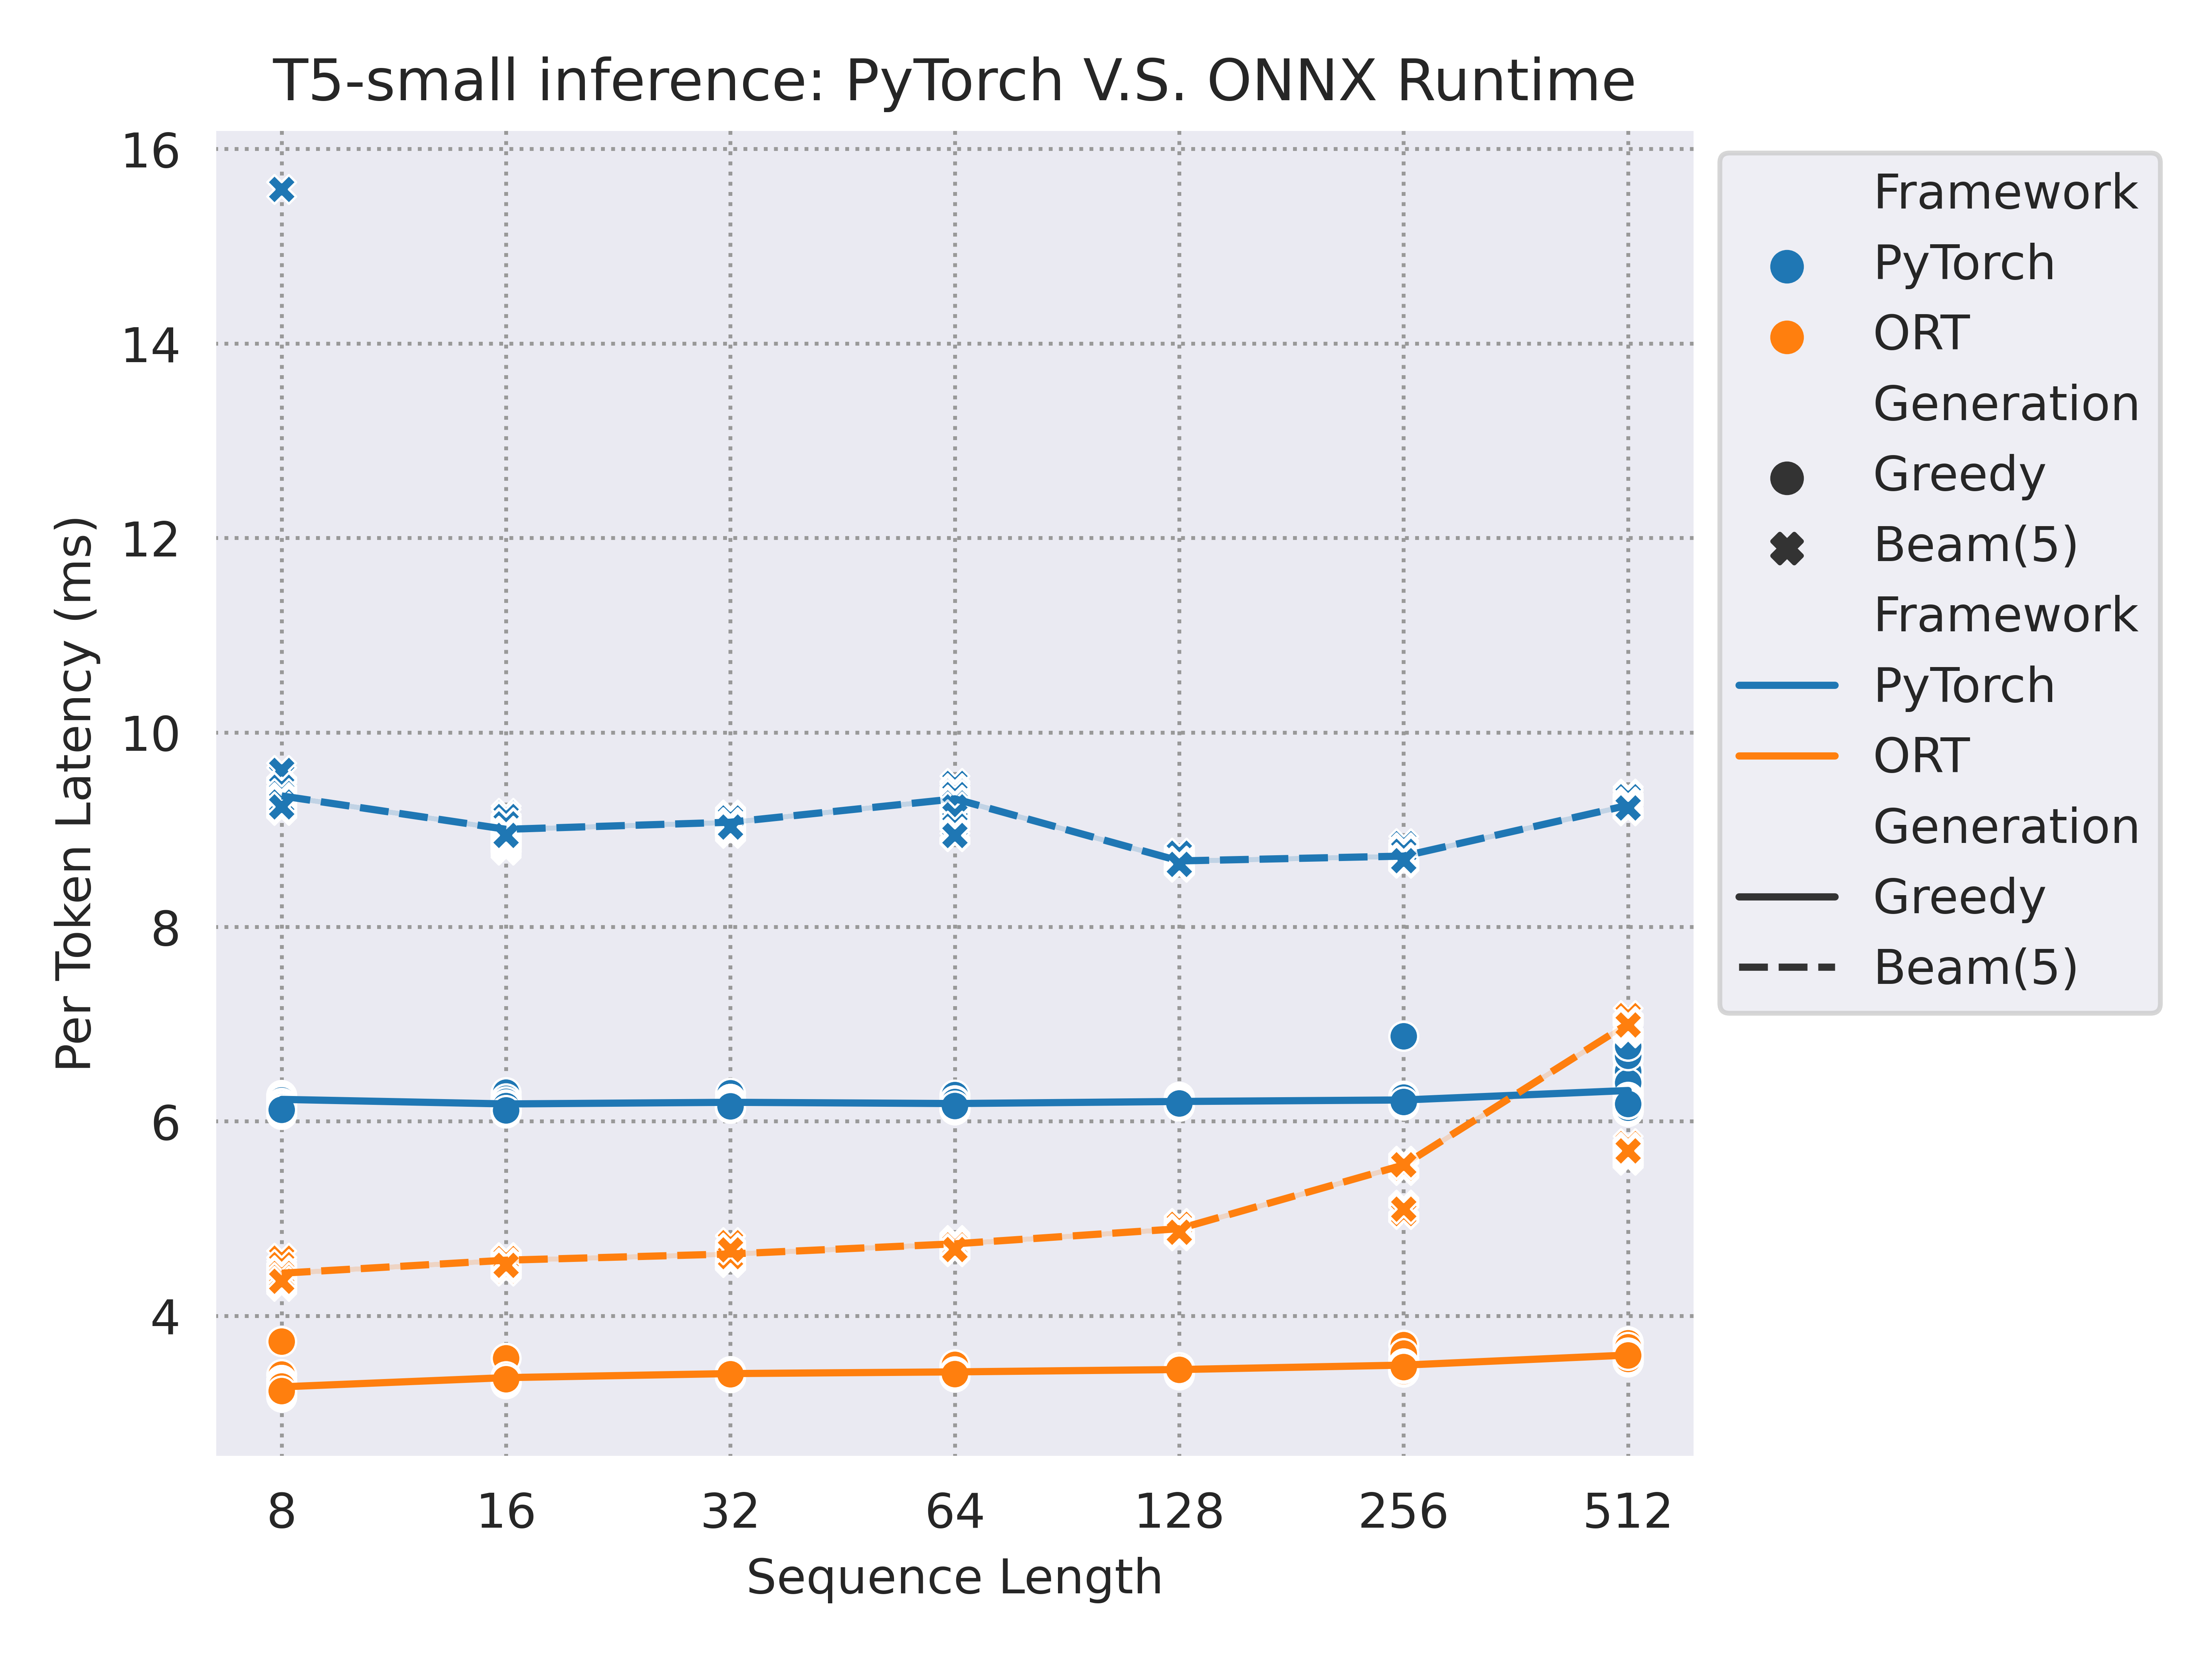 T5-small inference: PyTorch V.S. ONNX Runtime
Per Token Latency (ms)
16
14
12
10
8
6
4
8 16 32 64 128 256 512
Sequence Length
Framework
PyTorch
ORT
Generation
Greedy
Beam(5)
Framework
PyTorch
ORT
Generation
Greedy
Beam(5)